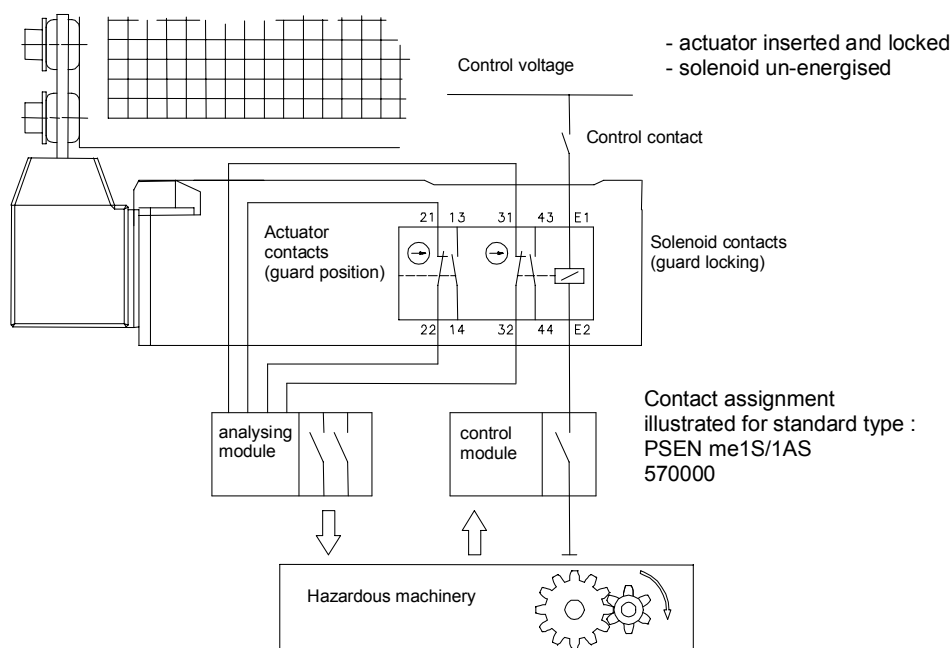 - actuator inserted and locked
- solenoid un-energised
Control voltage
Control contact
21 13 31 43 E1
Actuator
contacts
(guard position)
Solenoid contacts
(guard locking)
22 14 32 44 E2
Contact assignment
illustrated for standard type :
PSEN me1S/1AS
570000
analysing
module
control
module
Hazardous machinery